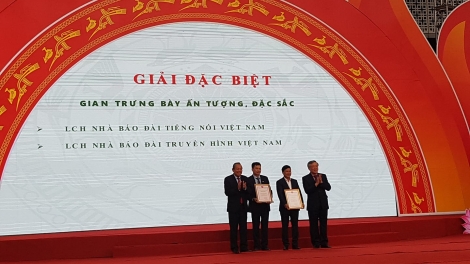 GIẢI ĐẶC BIỆT
GIAN TRƯNG BÀY ẤN TƯỢNG, ĐẶC SẮC
➢ LCH NHÀ BÁO ĐÀI TIẾNG NÓI VIỆT NAM
➢ LCH NHÀ BÁO ĐÀI TRUYỀN HÌNH VIỆT NAM